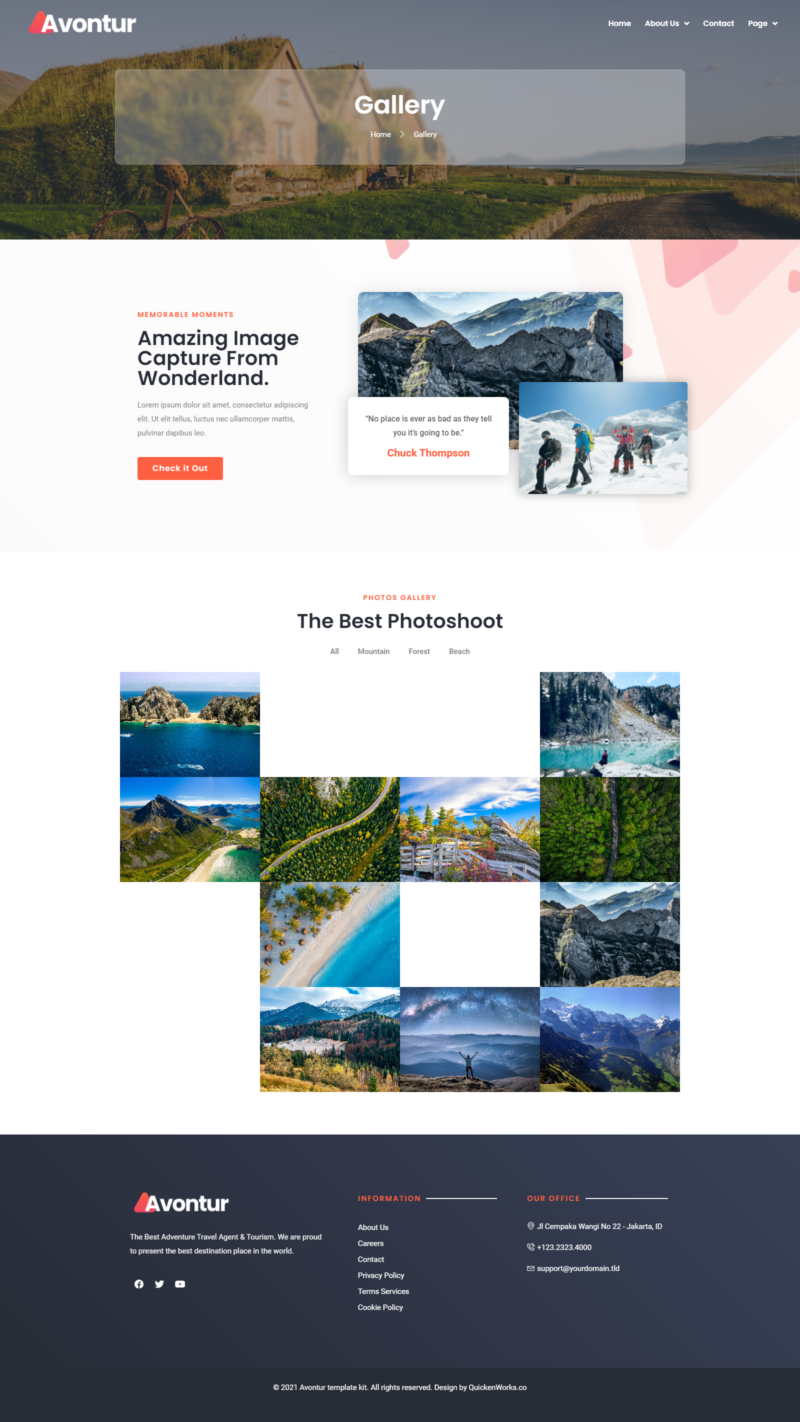 Avontur
Home About Us Contact Page
Gallery
Home Gallery
MEMORABLE MOMENTS
Amazing Image
Capture From
Wonderland.
Lorem ipsum dolor sit amet, consectetur adipiscing
elit. Ut elit tellus, luctus nec ullamcorper mattis,
pulvinar dapibus leo.
Check it Out
"No place is ever as bad as they tell
you it's going to be."
Chuck Thompson
PHOTOS GALLERY
The Best Photoshoot
All Mountain Forest Beach
Avontur
The Best Adventure Travel Agent & Tourism. We are proud
to present the best destination place in the world.
INFORMATION
About Us
Careers
Contact
Privacy Policy
Terms Services
Cookie Policy
OUR OFFICE
Jl Cempaka Wangi No 22 - Jakarta, ID
+123.2323.4000
support@yourdomain.tld
© 2021 Avontur template kit. All rights reserved. Design by QuickenWorks.co